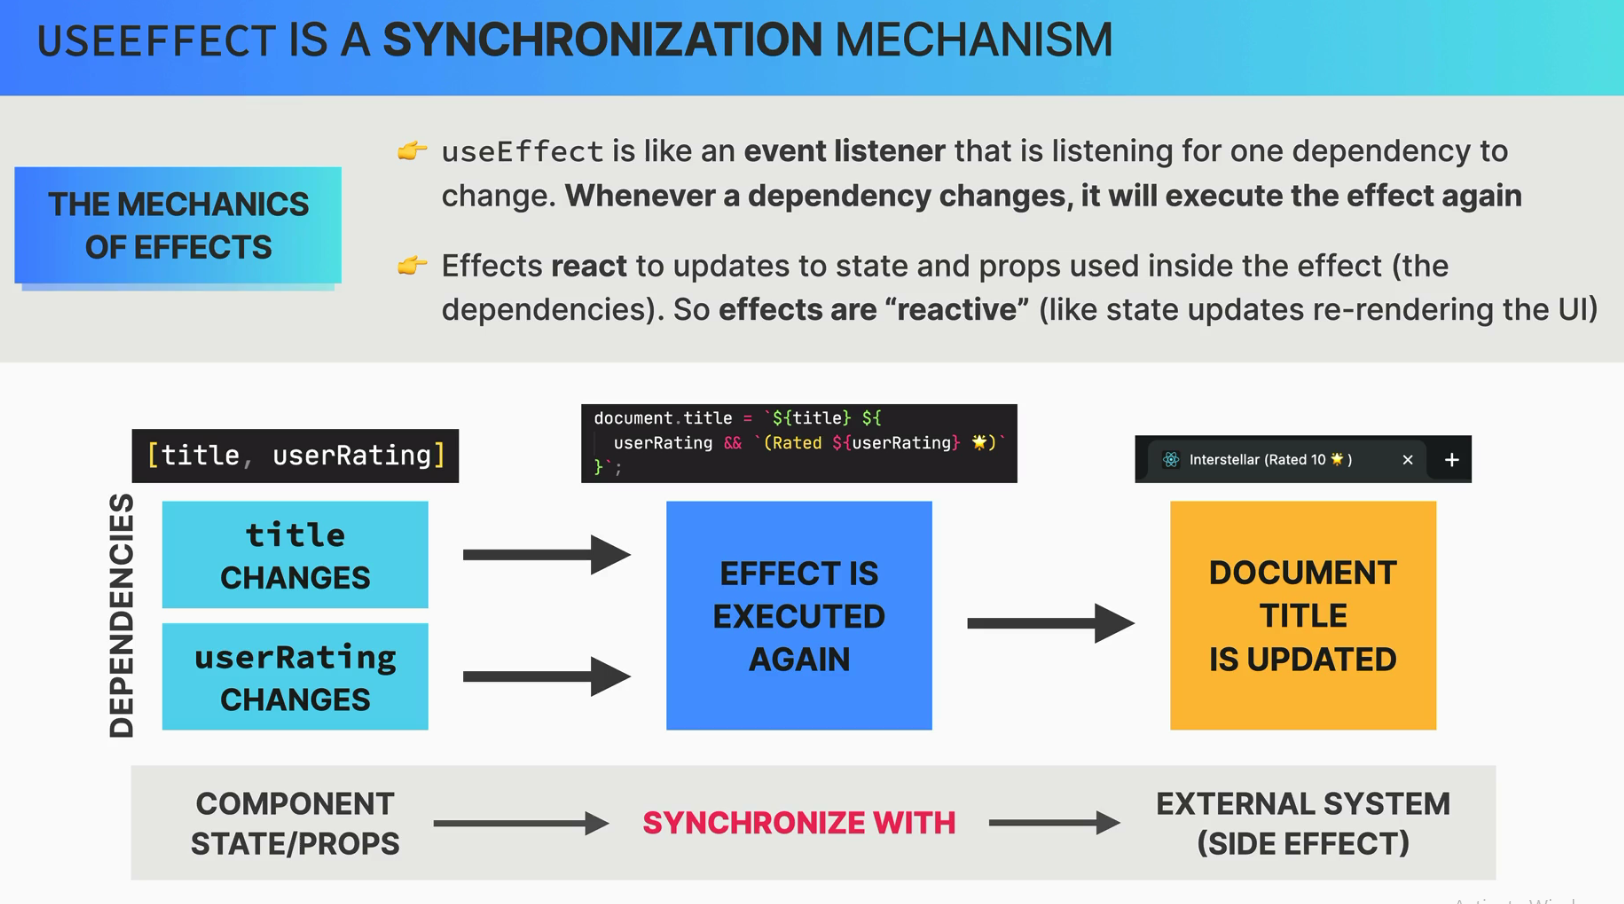 USEEFFECT IS A SYNCHRONIZATION MECHANISM
THE MECHANICS
OF EFFECTS
👉 useEffect is like an event listener that is listening for one dependency to
change. Whenever a dependency changes, it will execute the effect again
👉 Effects react to updates to state and props used inside the effect (the
dependencies). So effects are “reactive” (like state updates re-rendering the UI)
[title, userRating]
document.title = `${title} ${
userRating && `(Rated ${userRating} 🌟)`
}`;
Interstellar (Rated 10 🌟 ) × +
DEPENDENCIES
title
CHANGES
userRating
CHANGES
EFFECT IS
EXECUTED
AGAIN
DOCUMENT
TITLE
IS UPDATED
COMPONENT
STATE/PROPS
SYNCHRONIZE WITH
EXTERNAL SYSTEM
(SIDE EFFECT)